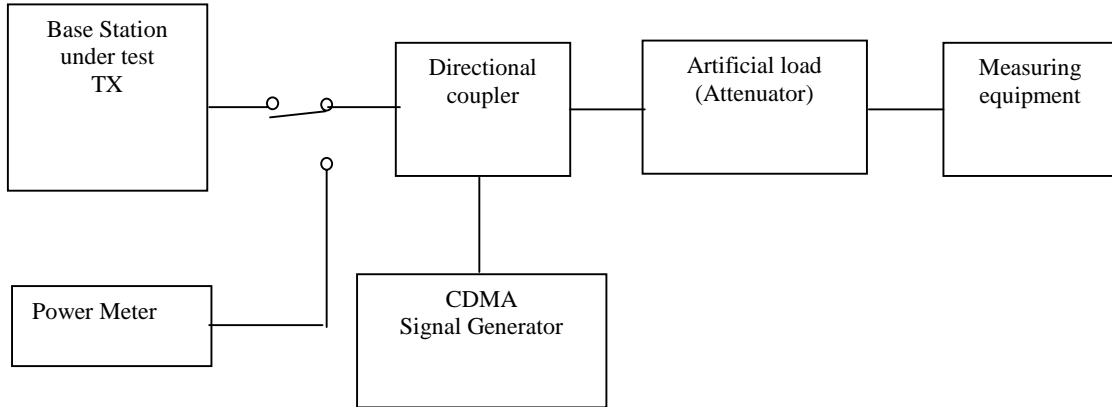 Base Station
under test
TX
Directional
coupler
Artificial load
(Attenuator)
Measuring
equipment
Power Meter
CDMA
Signal Generator